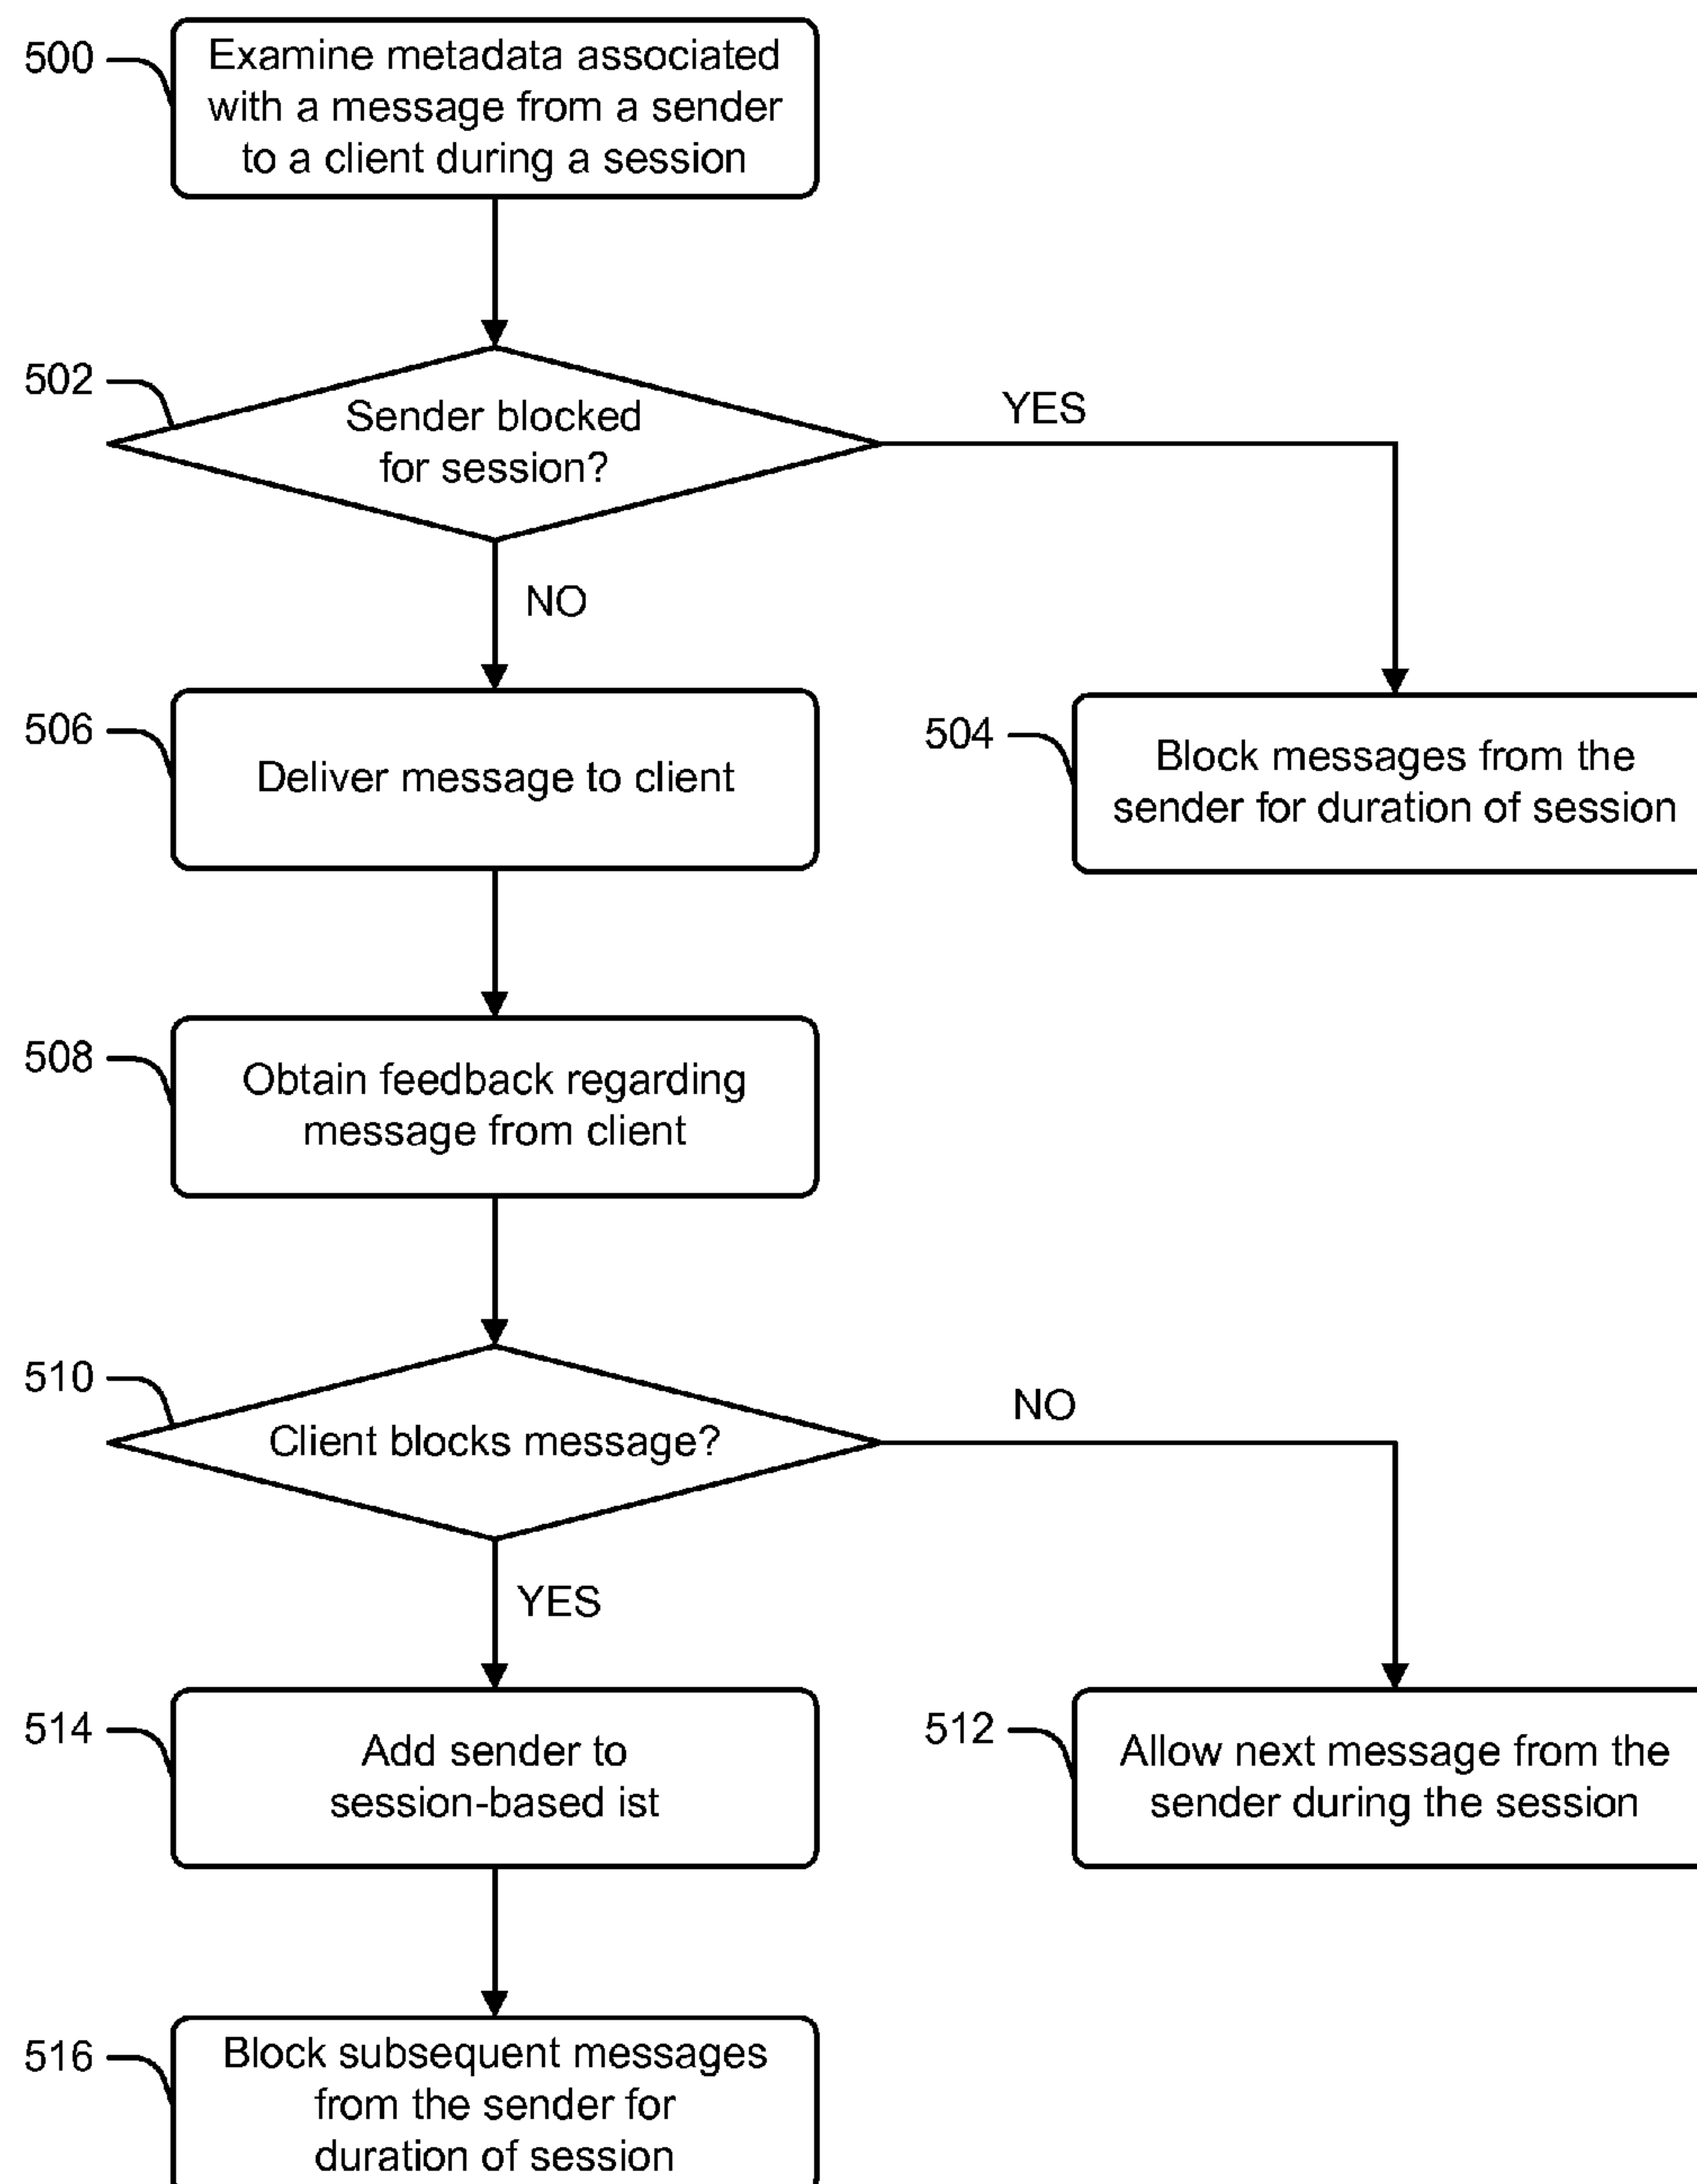 500
Examine metadata associated
with a message from a sender
to a client during a session
502
Sender blocked
for session?
YES
NO
506
Deliver message to client
504
Block messages from the
sender for duration of session
508
Obtain feedback regarding
message from client
510
Client blocks message?
NO
YES
514
Add sender to
session-based ist
512
Allow next message from the
sender during the session
516
Block subsequent messages
from the sender for
duration of session